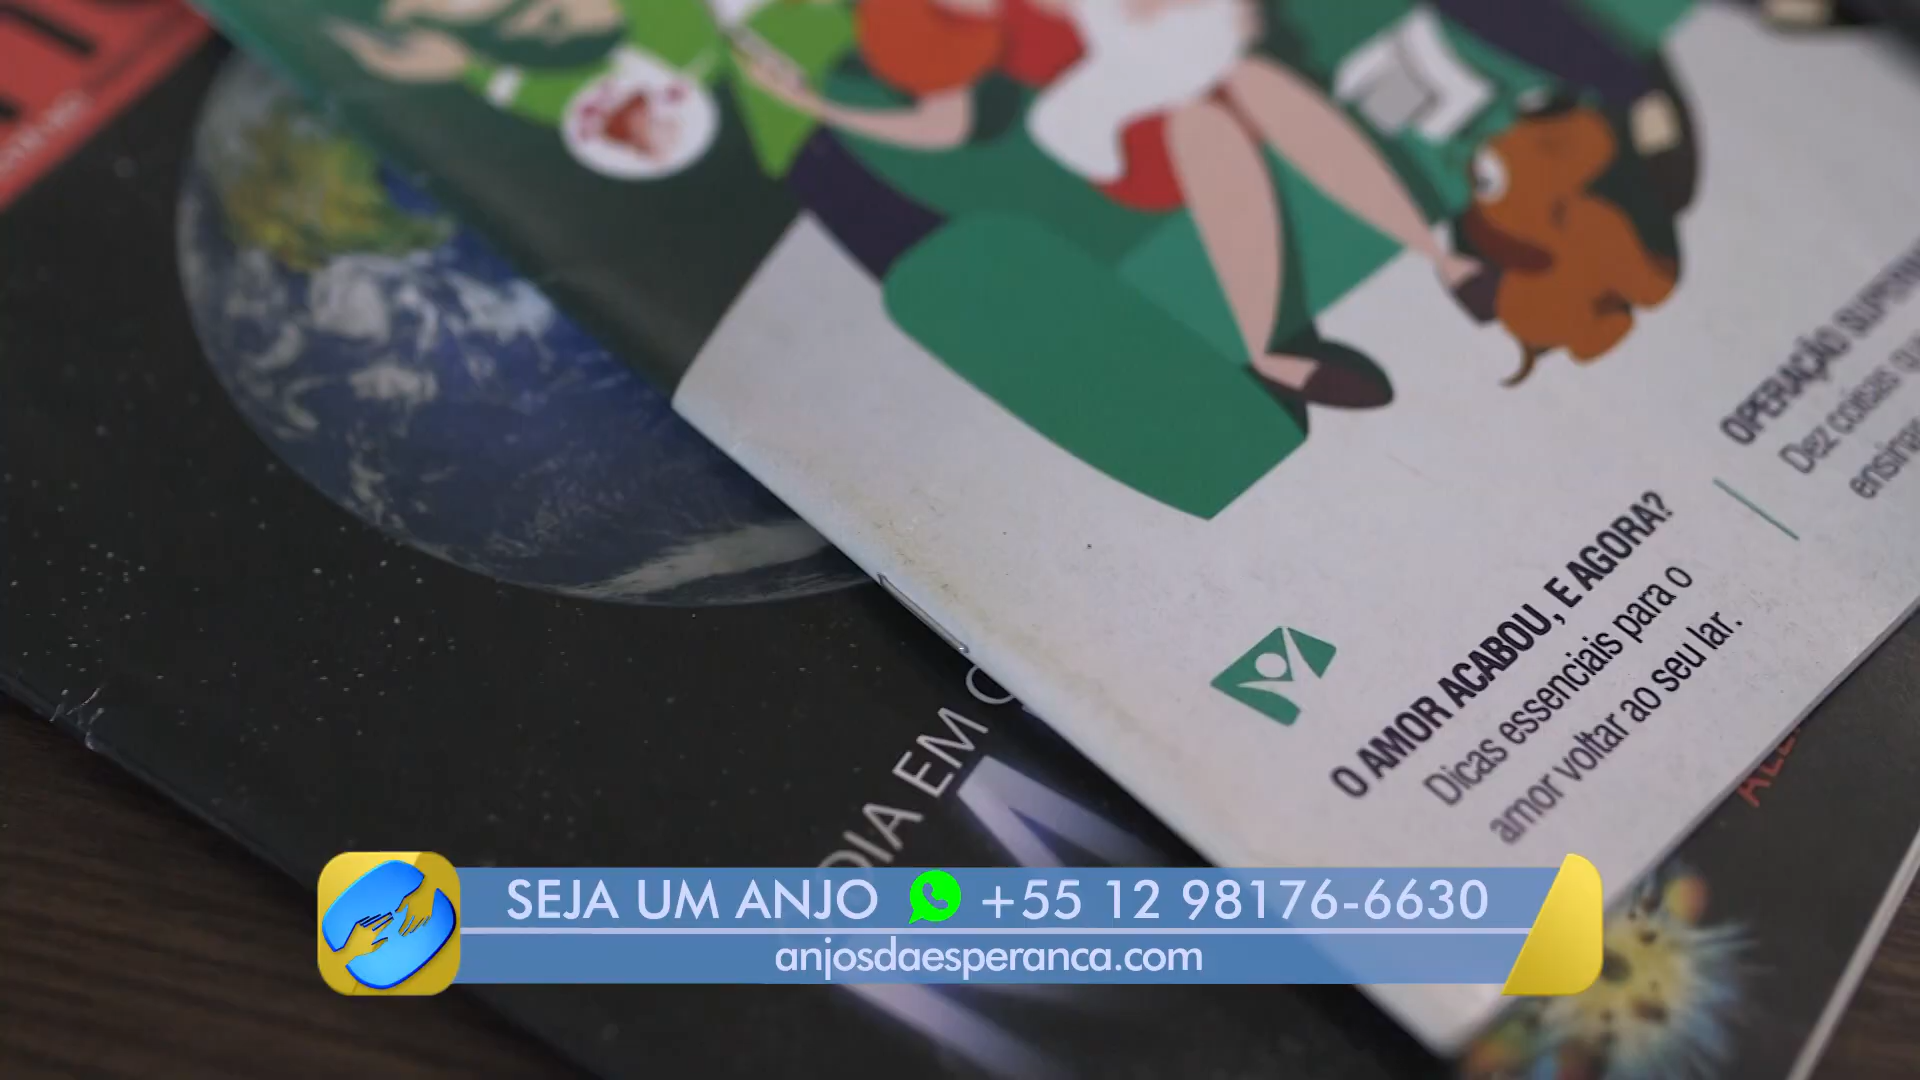 OPERAÇÃO
Dez coisas
O AMOR ACABOU, E AGORA?
Dicas essenciais para o
amor voltar ao seu lar.
DIA EM
SEJA UM ANJO +55 12 98176-6630
anjosdaesperanca.com